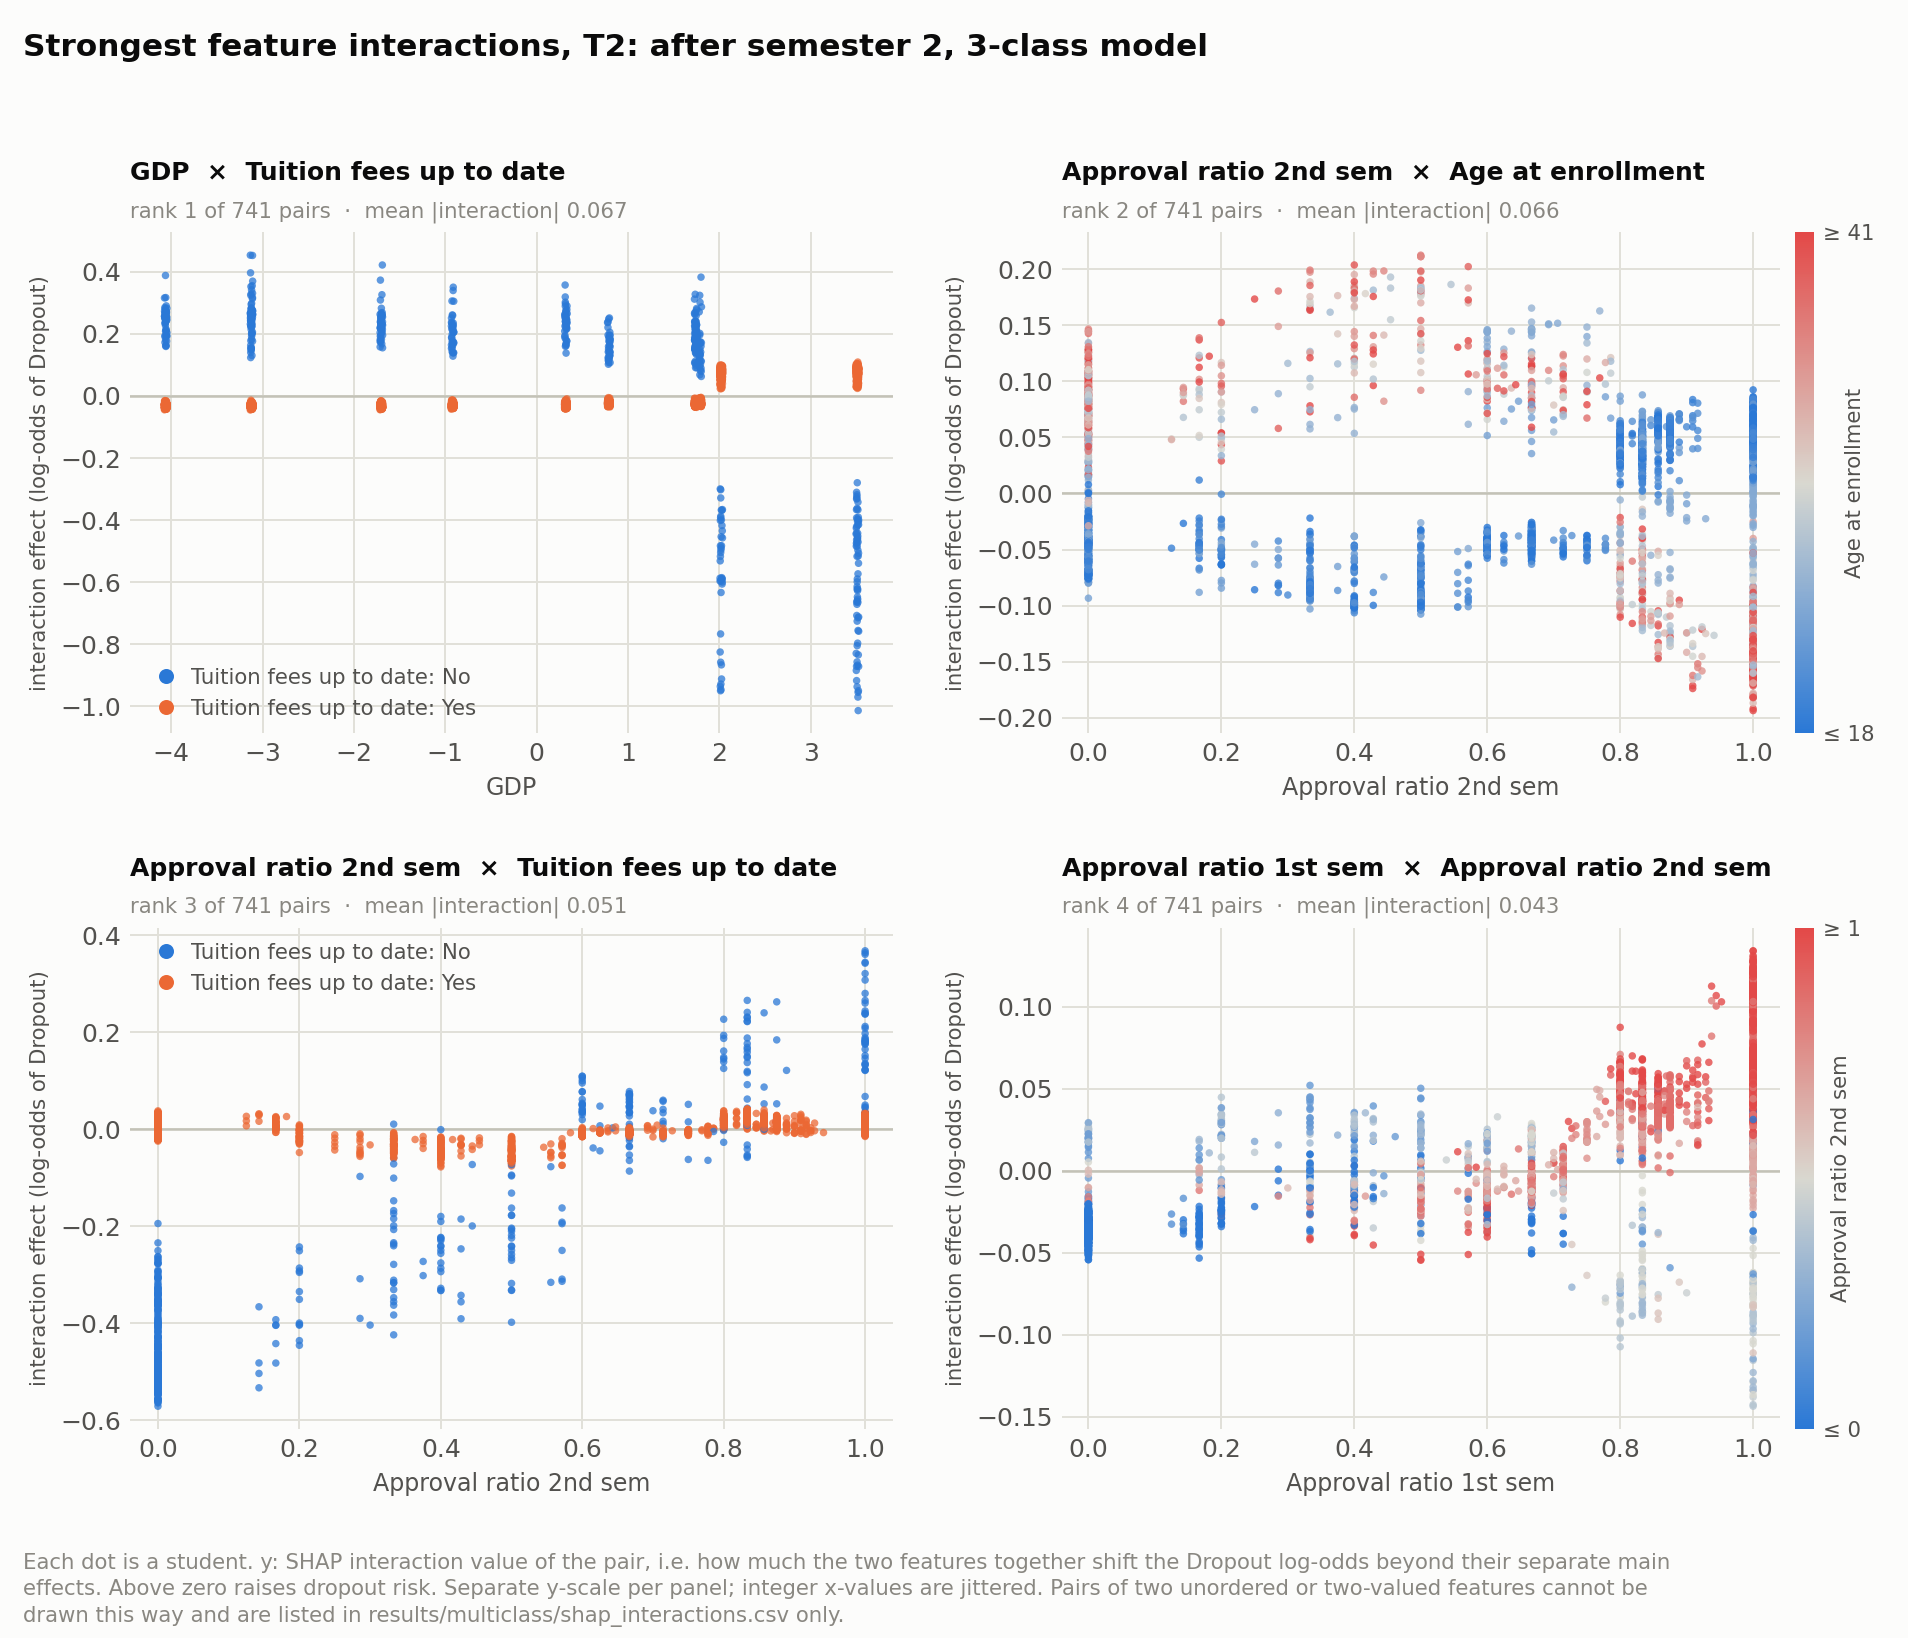 Strongest feature interactions, T2: after semester 2, 3-class model
GDP × Tuition fees up to date
rank 1 of 741 pairs · mean |interaction| 0.067
interaction effect (log-odds of Dropout)
0.4
0.2
0.0
−0.2
−0.4
−0.6
−0.8
−1.0
Tuition fees up to date: No
Tuition fees up to date: Yes
−4 −3 −2 −1 0 1 2 3
GDP
Approval ratio 2nd sem × Age at enrollment
rank 2 of 741 pairs · mean |interaction| 0.066
interaction effect (log-odds of Dropout)
0.20
0.15
0.10
0.05
0.00
−0.05
−0.10
−0.15
−0.20
0.0 0.2 0.4 0.6 0.8 1.0
Approval ratio 2nd sem
≥ 41
Age at enrollment
≤ 18
Approval ratio 2nd sem × Tuition fees up to date
rank 3 of 741 pairs · mean |interaction| 0.051
interaction effect (log-odds of Dropout)
0.4
0.2
0.0
−0.2
−0.4
−0.6
Tuition fees up to date: No
Tuition fees up to date: Yes
0.0 0.2 0.4 0.6 0.8 1.0
Approval ratio 2nd sem
Approval ratio 1st sem × Approval ratio 2nd sem
rank 4 of 741 pairs · mean |interaction| 0.043
interaction effect (log-odds of Dropout)
0.10
0.05
0.00
−0.05
−0.10
−0.15
0.0 0.2 0.4 0.6 0.8 1.0
Approval ratio 1st sem
≥ 1
Approval ratio 2nd sem
≤ 0
Each dot is a student. y: SHAP interaction value of the pair, i.e. how much the two features together shift the Dropout log-odds beyond their separate main
effects. Above zero raises dropout risk. Separate y-scale per panel; integer x-values are jittered. Pairs of two unordered or two-valued features cannot be
drawn this way and are listed in results/multiclass/shap_interactions.csv only.